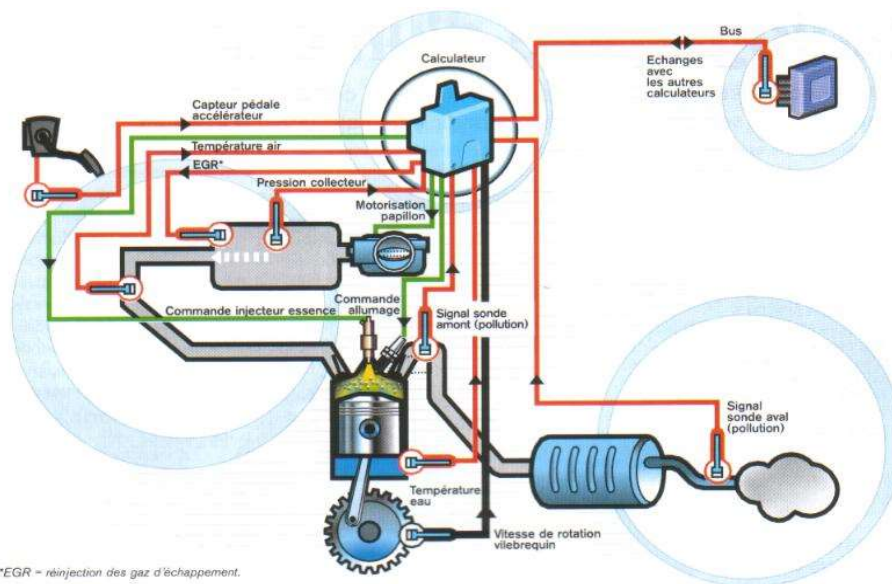 Bus
Calculateur
Echanges
avec
les autres
calculateurs
Capteur pédale
accélérateur
Température air
EGR*
Pression collecteur
Motorisation
papillon
Commande injecteur essence
Commande
allumage
Signal sonde
amont (pollution)
Signal
sonde aval
(pollution)
Température
eau
Vitesse de rotation
vilebrequin
*EGR = réinjection des gaz d'échappement.